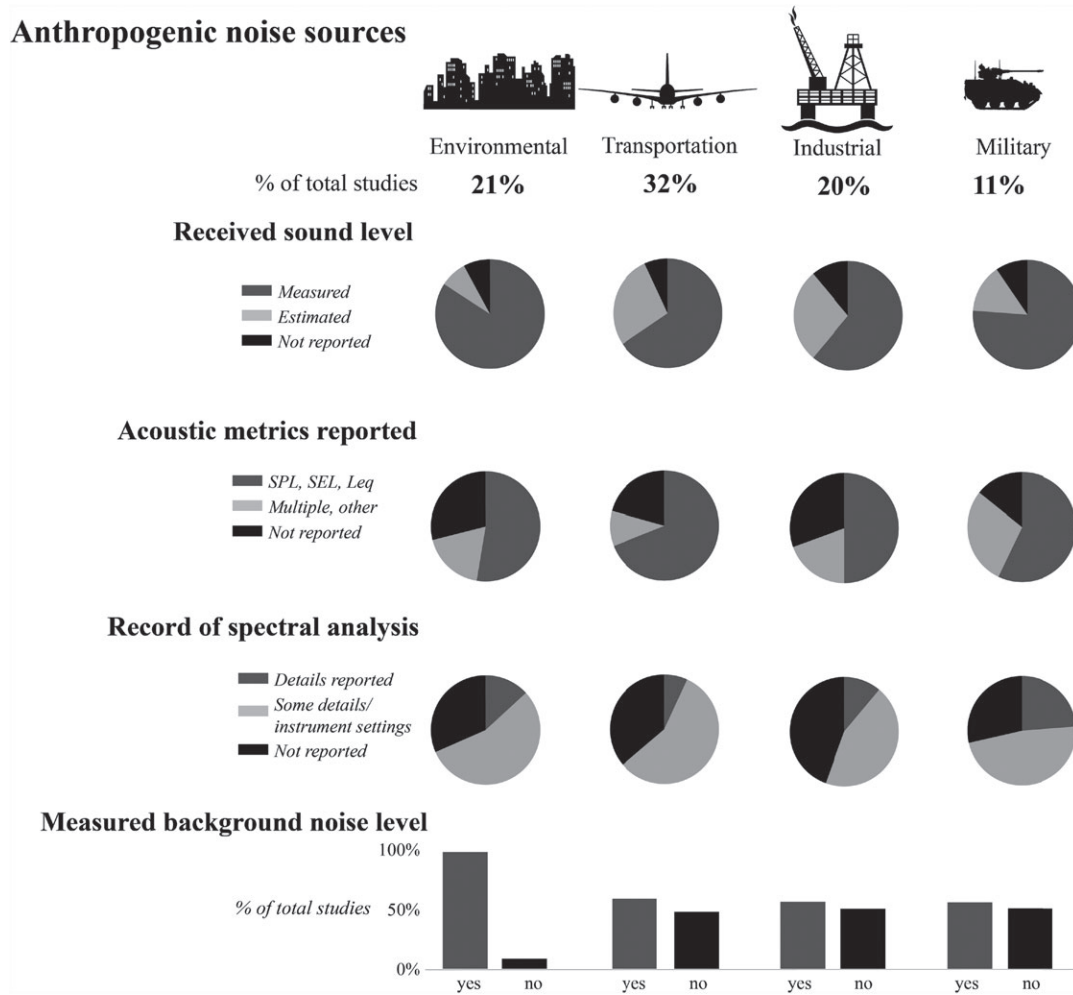 Anthropogenic noise sources
Environmental Transportation Industrial Military
% of total studies 21% 32% 20% 11%
Received sound level
Measured
Estimated
Not reported
Acoustic metrics reported
SPL, SEL, Leq
Multiple, other
Not reported
Record of spectral analysis
Details reported
Some details/
instrument settings
Not reported
Measured background noise level
100%
% of total studies 50%
0%
yes no yes no yes no yes no